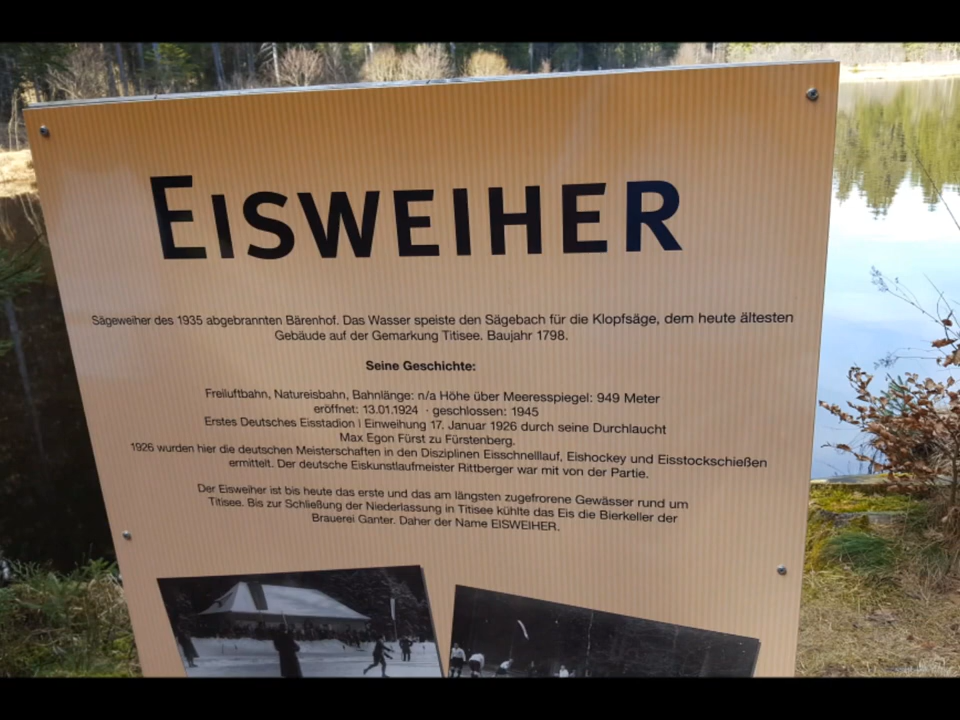 EISWEIHER
Sägeweiher des 1935 abgebrannten Bärenhof. Das Wasser speiste den Sägebach für die Klopfsäge, dem heute ältesten
Gebäude auf der Gemarkung Titisee. Baujahr 1798.
Seine Geschichte:
Freiluftbahn, Natureisbahn, Bahnlänge: n/a Höhe über Meeresspiegel: 949 Meter
eröffnet: 13.01.1924 · geschlossen: 1945
Erstes Deutsches Eisstadion | Einweihung 17. Januar 1926 durch seine Durchlaucht
Max Egon Fürst zu Fürstenberg.
1926 wurden hier die deutschen Meisterschaften in den Disziplinen Eisschnelllauf, Eishockey und Eisstockschießen
ermittelt. Der deutsche Eiskunstlaufmeister Rittberger war mit von der Partie.
Der Eisweiher ist bis heute das erste und das am längsten zugefrorene Gewässer rund um
Titisee. Bis zur Schließung der Niederlassung in Titisee kühlte das Eis die Bierkeller der
Brauerei Ganter. Daher der Name EISWEIHER.